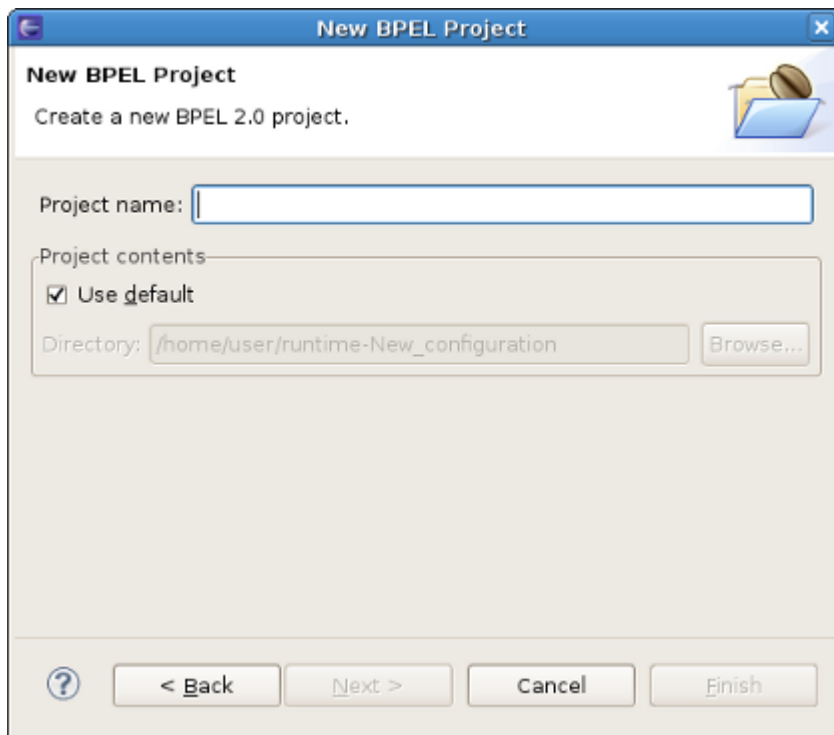 New BPEL Project
New BPEL Project
Create a new BPEL 2.0 project.
Project name:
Project contents
Use default
Directory: /home/user/runtime-New_configuration Browse...
? < Back Next > Cancel Finish